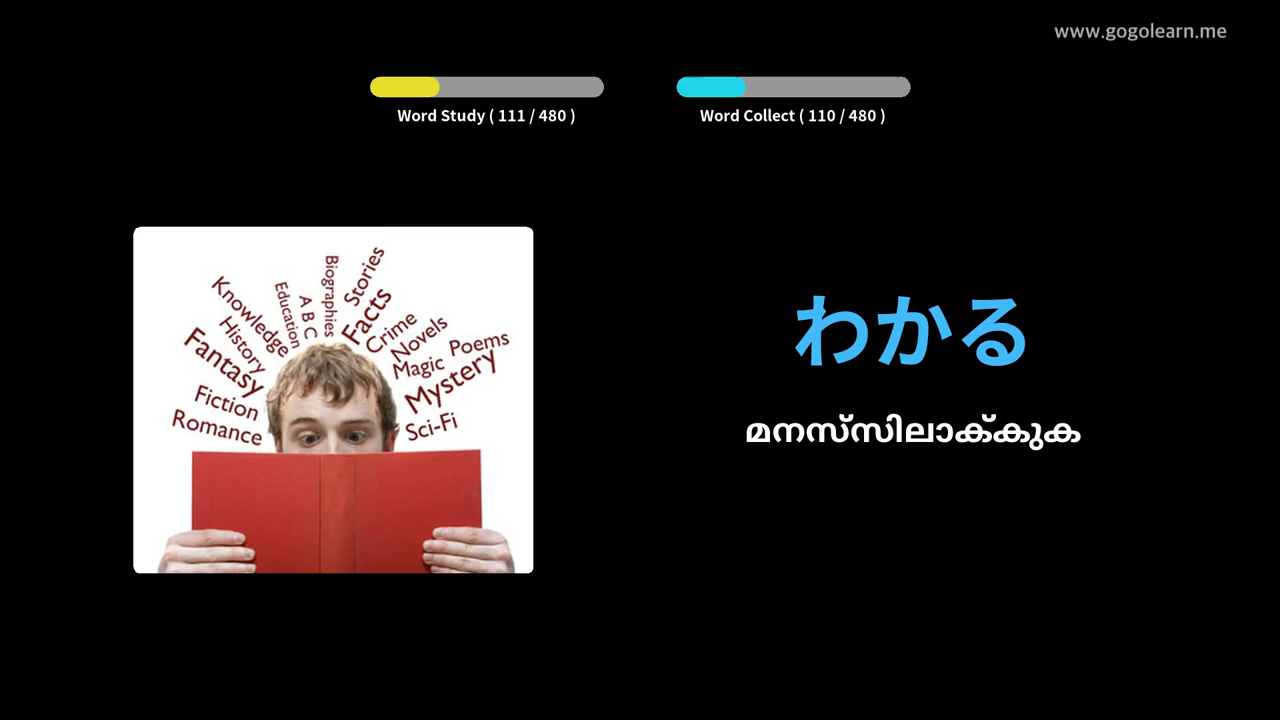 www.gogolearn.me
Word Study ( 111 / 480 )
Word Collect ( 110 / 480 )
Biographies
Stories
Education
A B C
Facts
Knowledge
Crime
History
Novels
Poems
Fantasy
Magic
Mystery
Fiction
Romance
Sci-Fi
わかる
മനസ്സിലാക്കുക